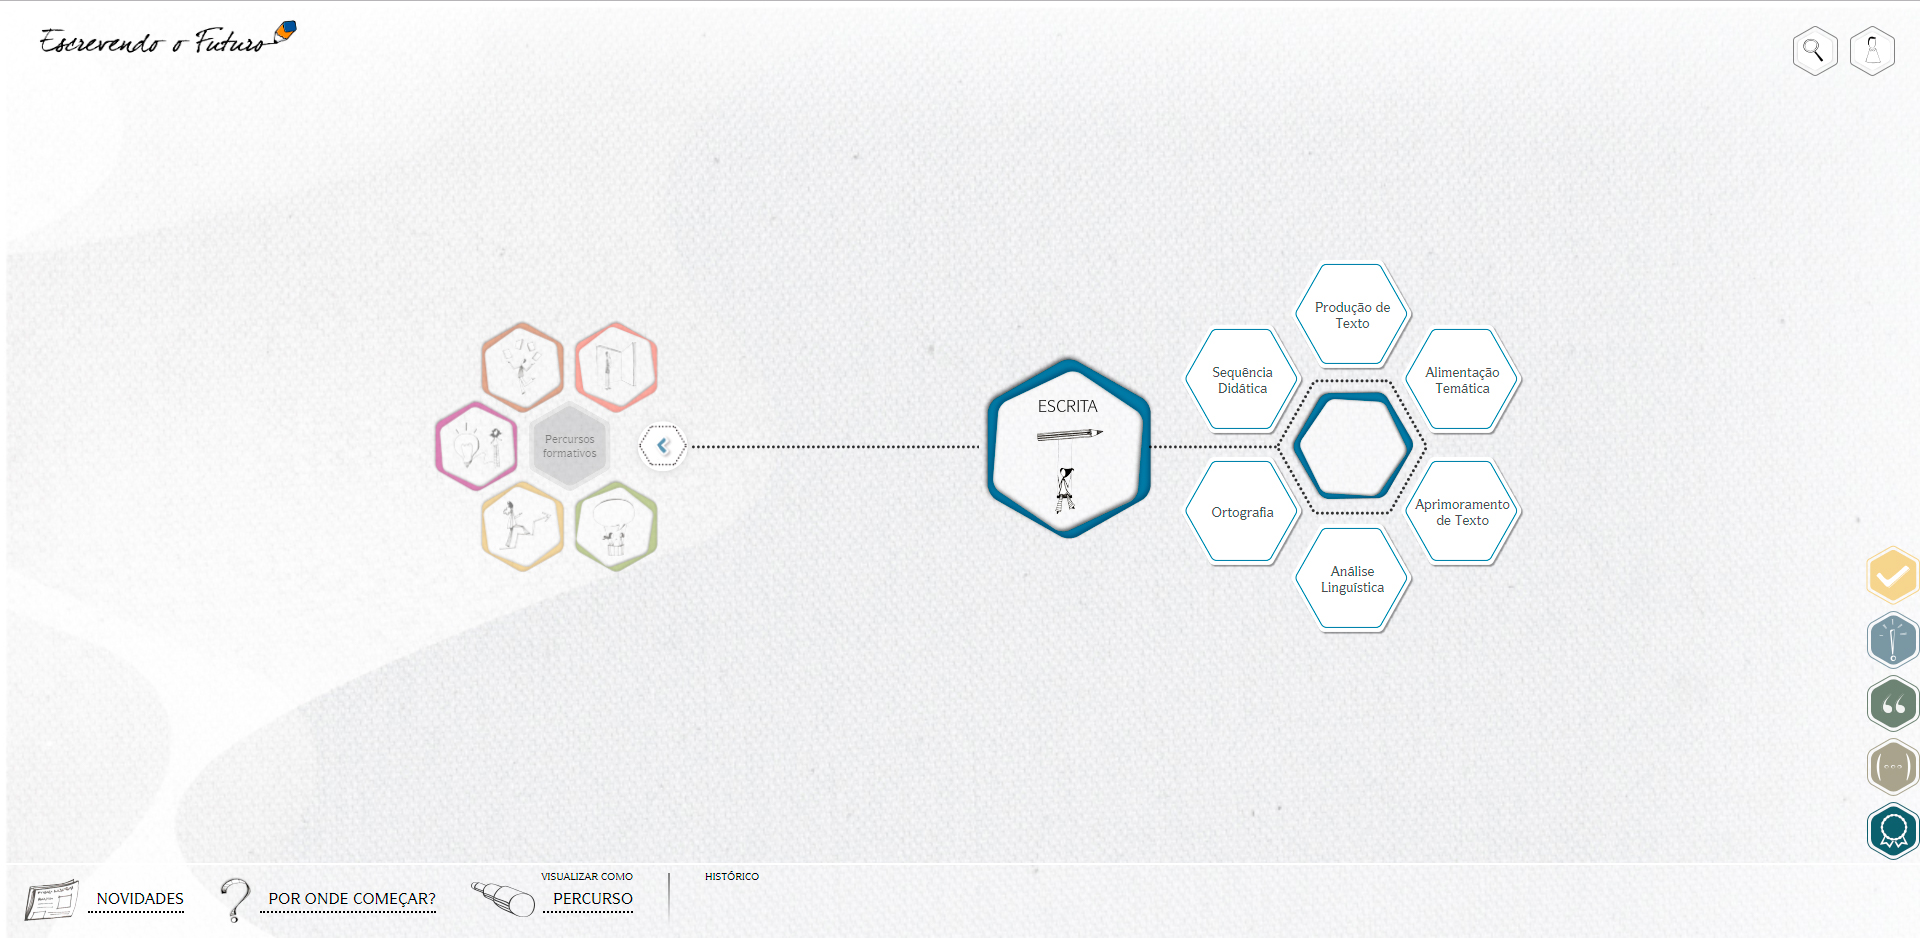 Escrevendo o Futuro
Produção de
Texto
Sequência
Didática
Alimentação
Temática
ESCRITA
Percursos
formativos
Ortografia
Aprimoramento
de Texto
Análise
Linguística
NOVIDADES
POR ONDE COMEÇAR?
VISUALIZAR COMO
PERCURSO
HISTÓRICO